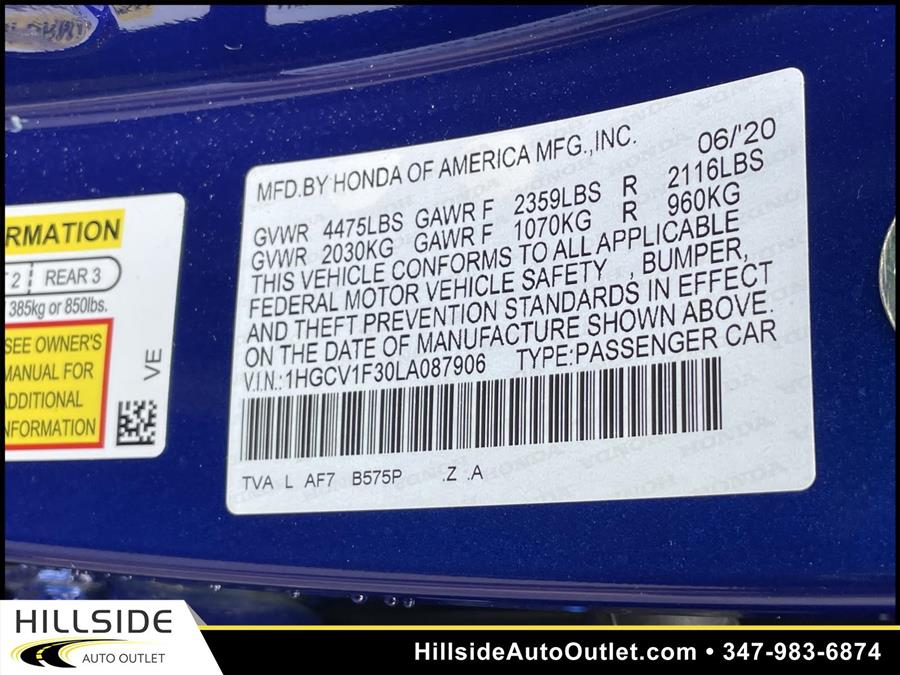 RMATION
2 REAR 3
385kg or 850lbs.
SEE OWNER'S
MANUAL FOR
ADDITIONAL
INFORMATION
VE
MFD.BY HONDA OF AMERICA MFG.,INC. 06/'20
GVWR 4475LBS GAWR F 2359LBS R 2116LBS
GVWR 2030KG GAWR F 1070KG R 960KG
THIS VEHICLE CONFORMS TO ALL APPLICABLE
FEDERAL MOTOR VEHICLE SAFETY , BUMPER,
AND THEFT PREVENTION STANDARDS IN EFFECT
ON THE DATE OF MANUFACTURE SHOWN ABOVE.
V.I.N.:1HGCV1F30LA087906 TYPE:PASSENGER CAR
TVA L AF7 B575P .Z .A
HILLSIDE
AUTO OUTLET
HillsideAutoOutlet.com • 347-983-6874